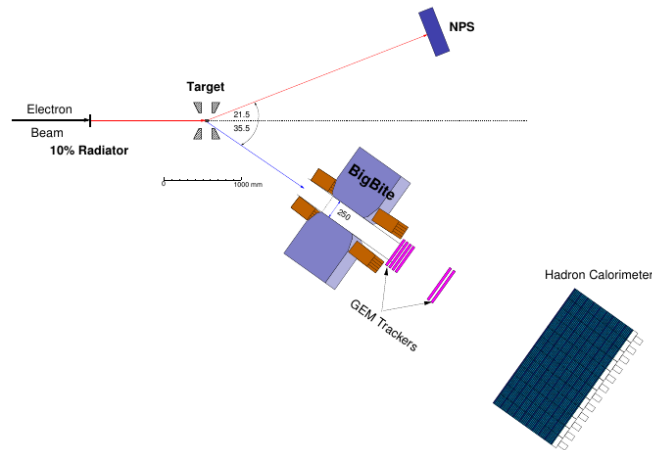 NPS
Target
Electron
21.5
35.5
Beam
10% Radiator
0
1000 mm
BigBite
250
Hadron Calorimeter
GEM Trackers